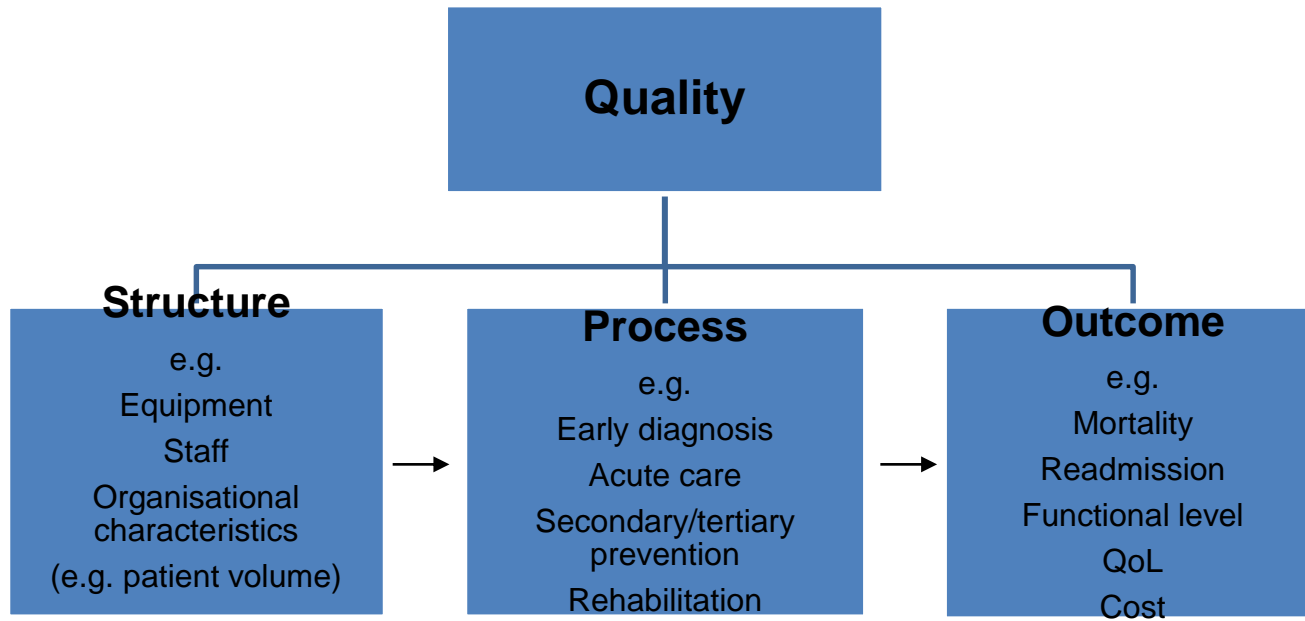 Quality
Structure
e.g.
Equipment
Staff
Organisational
characteristics
(e.g. patient volume)
Process
e.g.
Early diagnosis
Acute care
Secondary/tertiary
prevention
Rehabilitation
Outcome
e.g.
Mortality
Readmission
Functional level
QoL
Cost